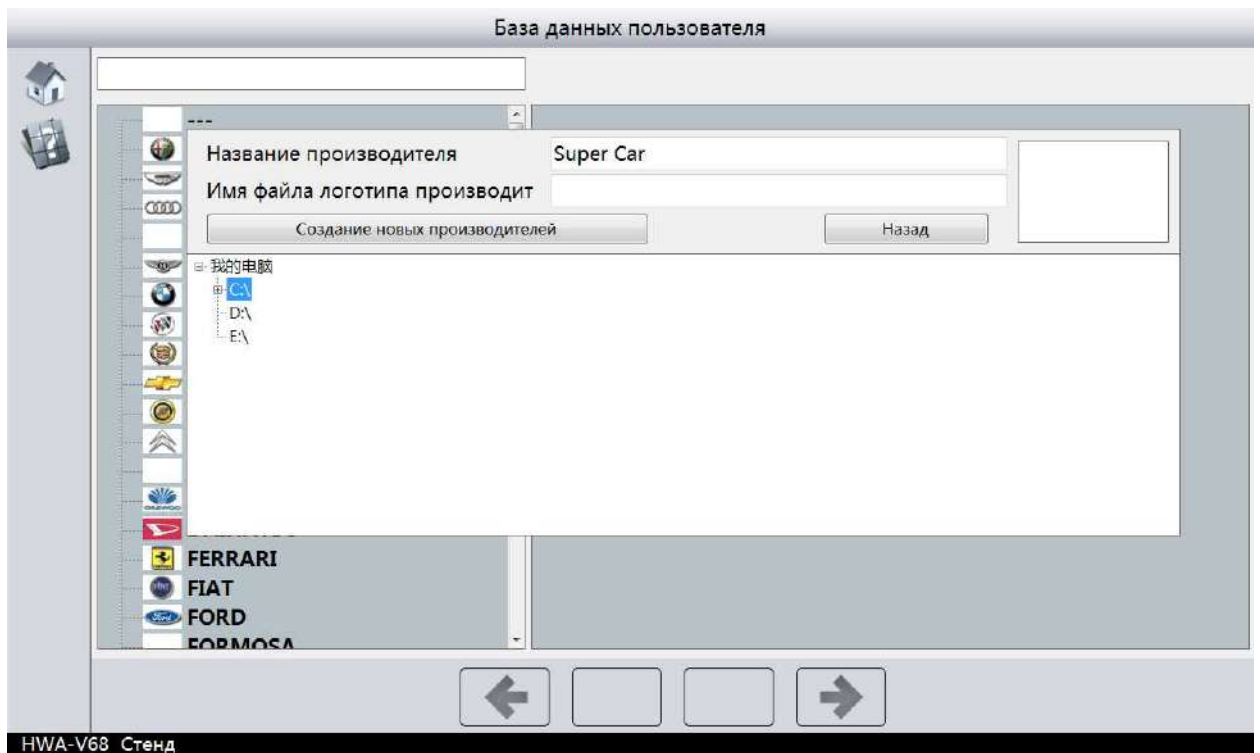 База данных пользователя
---
Название производителя Super Car
Имя файла логотипа производит
Создание новых производителей Назад
我的电脑
C:\
D:\
E:\
FERRARI
FIAT
FORD
FORMOSA
HWA-V68 Стенд